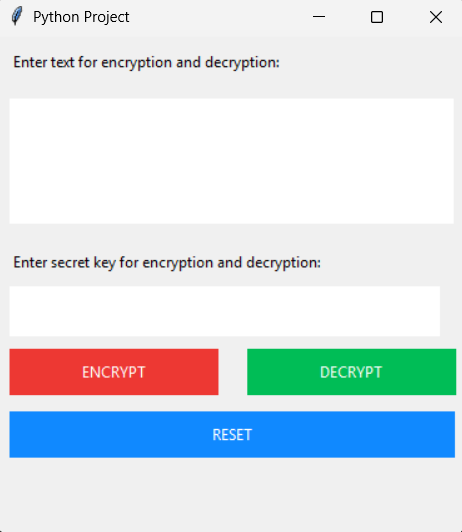 Python Project
Enter text for encryption and decryption:
Enter secret key for encryption and decryption:
ENCRYPT
DECRYPT
RESET